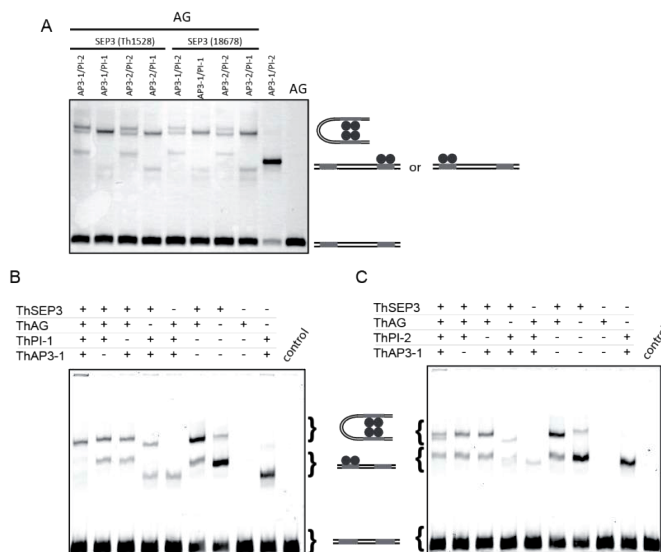 A
AG
SEP3 (Th1528) SEP3 (18678)
AP3-1/PI-2 AP3-1/PI-1 AP3-2/PI-2 AP3-2/PI-1 AP3-1/PI-2 AP3-1/PI-1 AP3-2/PI-2 AP3-2/PI-1 AP3-1/PI-2 AG
or
B
ThSEP3 + + + + - + + - -
ThAG + + + - + + - + -
ThPI-1 + + - + + - - - +
ThAP3-1 + - + + + - - - +
control
C
ThSEP3 + + + + - + + - -
ThAG + + + - + + - + -
ThPI-2 + + - + + - - - +
ThAP3-1 + - + + + - - - +
control